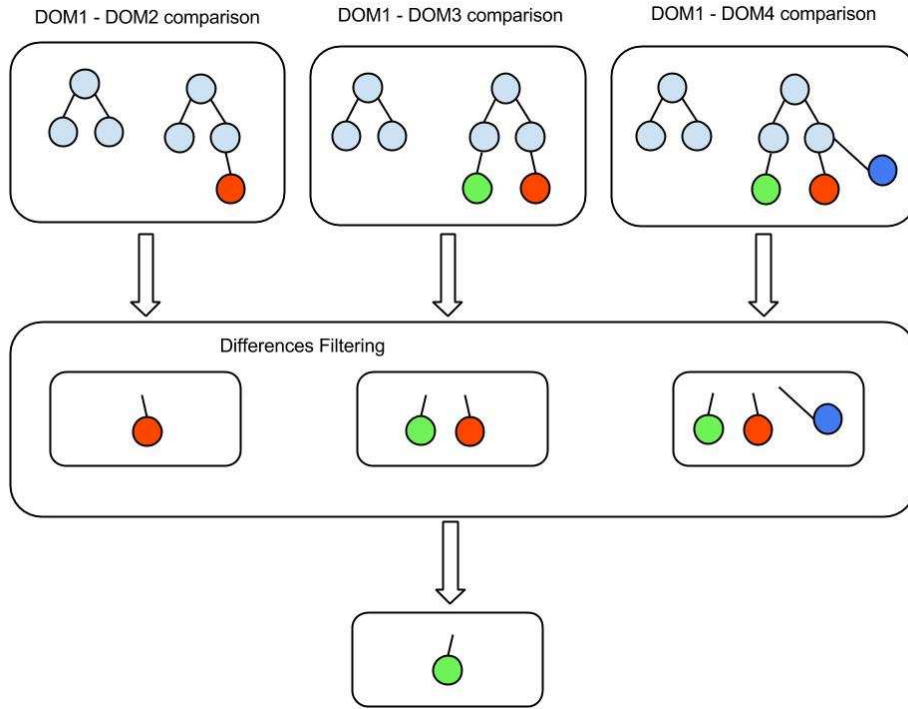 DOM1 - DOM2 comparison
DOM1 - DOM3 comparison
DOM1 - DOM4 comparison
Differences Filtering